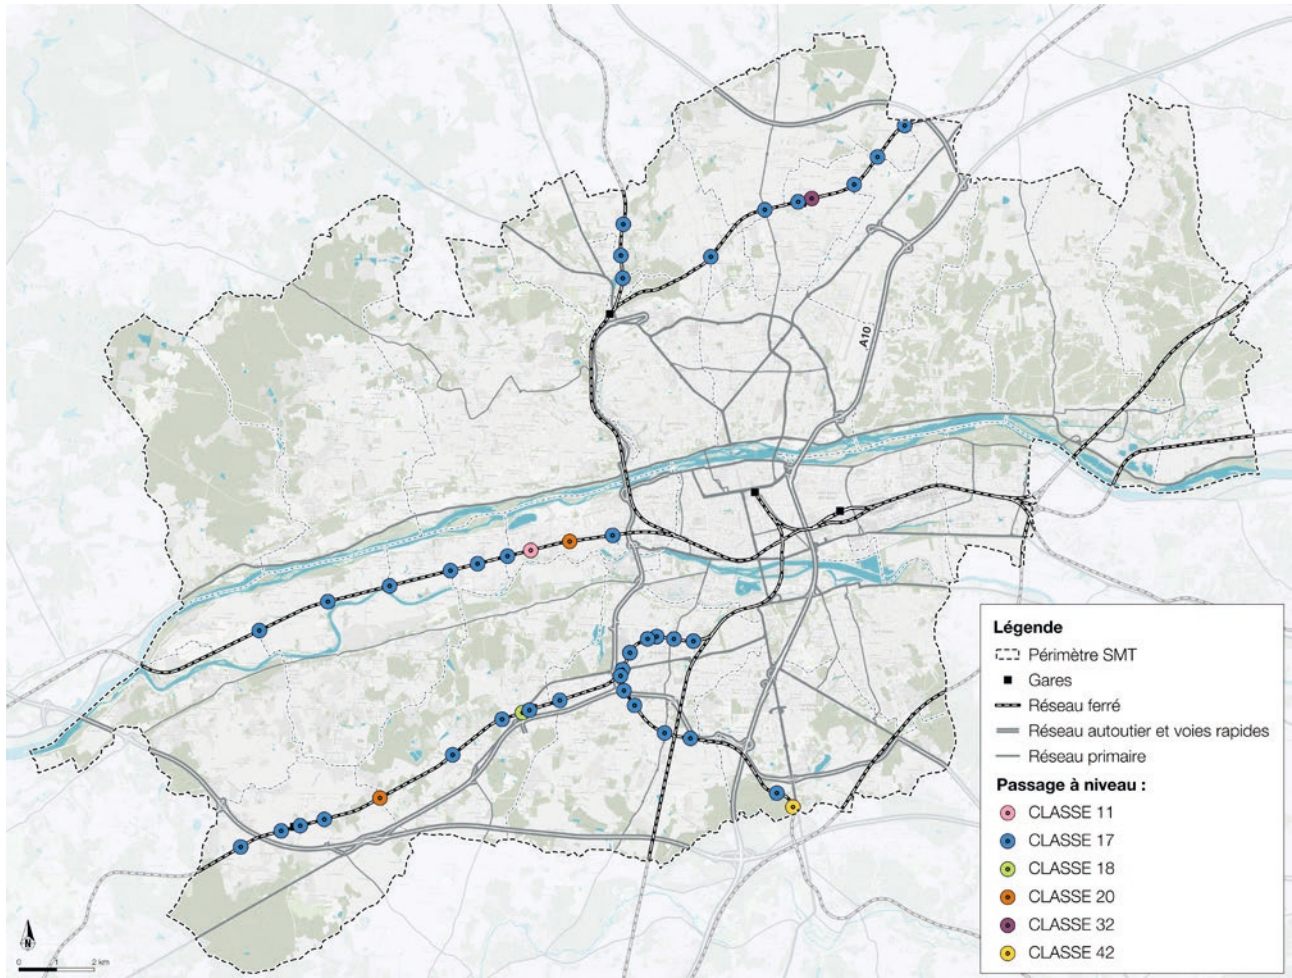 A10
Légende
Périmètre SMT
Gares
Réseau ferré
Réseau autoutier et voies rapides
Réseau primaire
Passage à niveau :
CLASSE 11
CLASSE 17
CLASSE 18
CLASSE 20
CLASSE 32
CLASSE 42
N
0 1 2 km